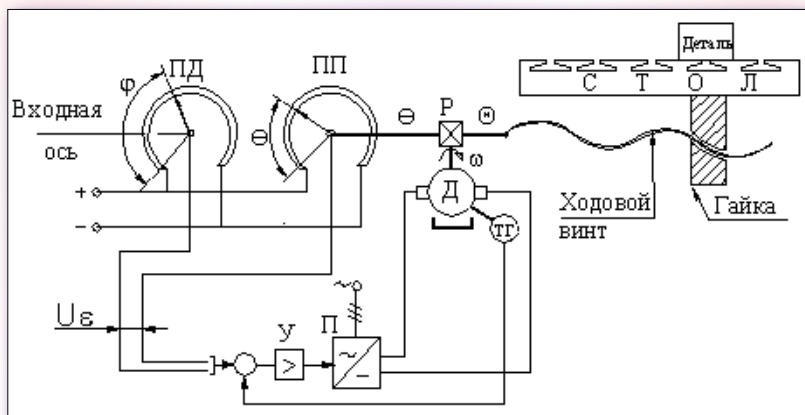 Деталь
С Т О Л
ПД
ПП
φ
Θ
Входная
ось
Θ
Р
Θ
ω
Д
ТГ
Ходовой
винт
Гайка
+
−
Uε
У
П
~
>
~
−